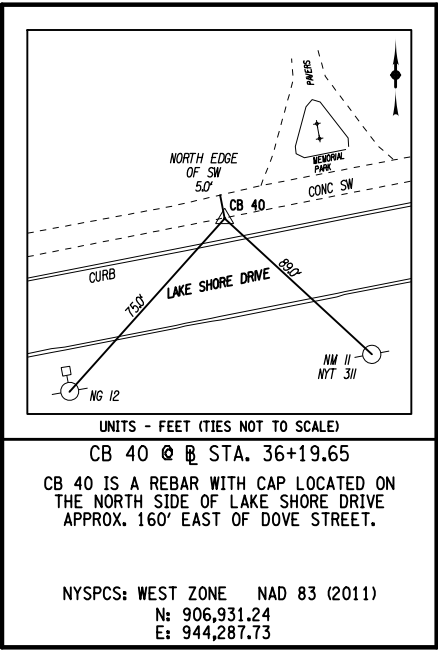 PAVERS
MEMORIAL
PARK
NORTH EDGE
OF SW
5.0'
CONC SW
CB 40
CURB
LAKE SHORE DRIVE
75.0'
89.0'
NM 11
NYT 311
NG 12
UNITS - FEET (TIES NOT TO SCALE)
CB 40 @ BL STA. 36+19.65
CB 40 IS A REBAR WITH CAP LOCATED ON
THE NORTH SIDE OF LAKE SHORE DRIVE
APPROX. 160' EAST OF DOVE STREET.
NYSPCS: WEST ZONE NAD 83 (2011)
N: 906,931.24
E: 944,287.73